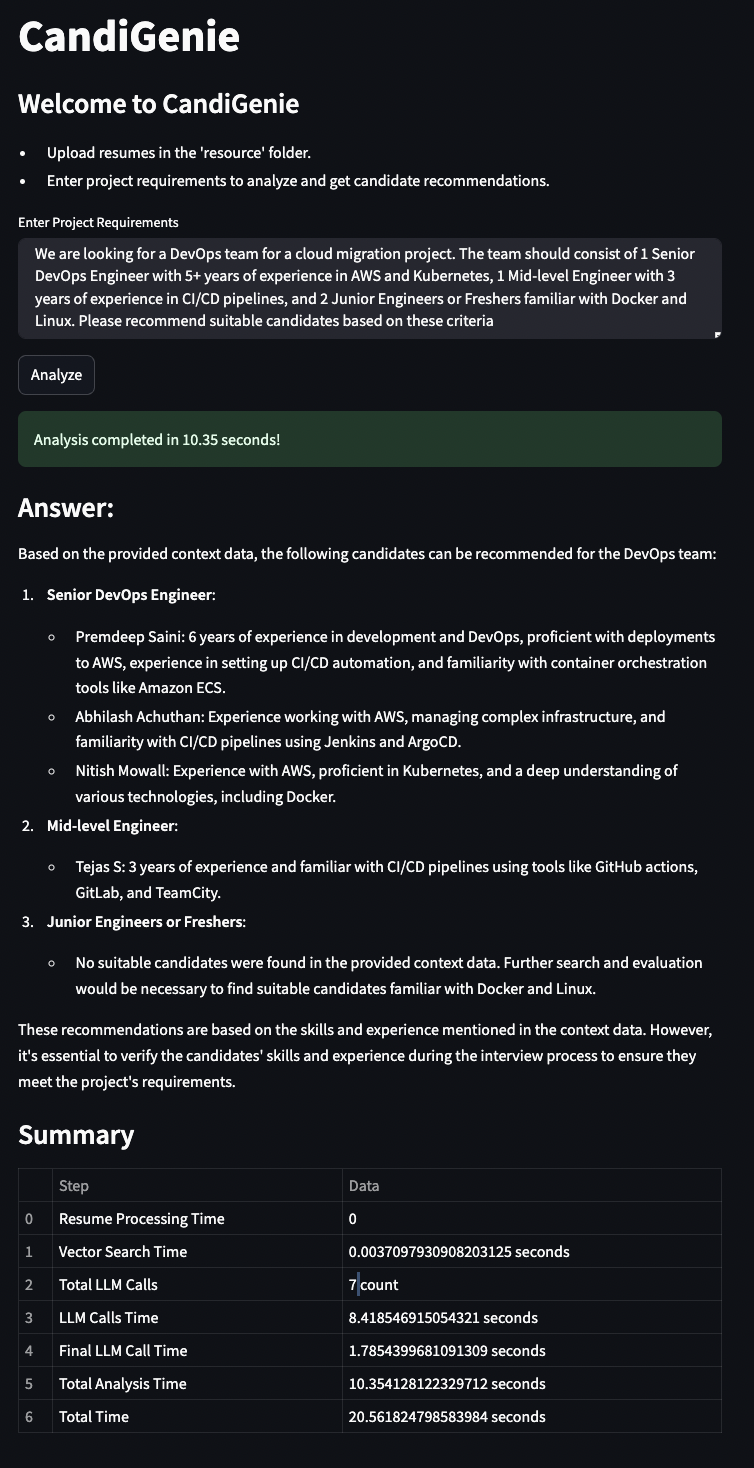 CandiGenie
Welcome to CandiGenie
• Upload resumes in the 'resource' folder.
• Enter project requirements to analyze and get candidate recommendations.
Enter Project Requirements
We are looking for a DevOps team for a cloud migration project. The team should consist of 1 Senior
DevOps Engineer with 5+ years of experience in AWS and Kubernetes, 1 Mid-level Engineer with 3
years of experience in CI/CD pipelines, and 2 Junior Engineers or Freshers familiar with Docker and
Linux. Please recommend suitable candidates based on these criteria
Analyze
Analysis completed in 10.35 seconds!
Answer:
Based on the provided context data, the following candidates can be recommended for the DevOps team:
1. Senior DevOps Engineer:
◦ Premdeep Saini: 6 years of experience in development and DevOps, proficient with deployments
to AWS, experience in setting up CI/CD automation, and familiarity with container orchestration
tools like Amazon ECS.
◦ Abhilash Achuthan: Experience working with AWS, managing complex infrastructure, and
familiarity with CI/CD pipelines using Jenkins and ArgoCD.
◦ Nitish Mowall: Experience with AWS, proficient in Kubernetes, and a deep understanding of
various technologies, including Docker.
2. Mid-level Engineer:
◦ Tejas S: 3 years of experience and familiar with CI/CD pipelines using tools like GitHub actions,
GitLab, and TeamCity.
3. Junior Engineers or Freshers:
◦ No suitable candidates were found in the provided context data. Further search and evaluation
would be necessary to find suitable candidates familiar with Docker and Linux.
These recommendations are based on the skills and experience mentioned in the context data. However,
it's essential to verify the candidates' skills and experience during the interview process to ensure they
meet the project's requirements.
Summary
Step Data
0 Resume Processing Time 0
1 Vector Search Time 0.0037097930908203125 seconds
2 Total LLM Calls 7 count
3 LLM Calls Time 8.418546915054321 seconds
4 Final LLM Call Time 1.7854399681091309 seconds
5 Total Analysis Time 10.354128122329712 seconds
6 Total Time 20.561824798583984 seconds